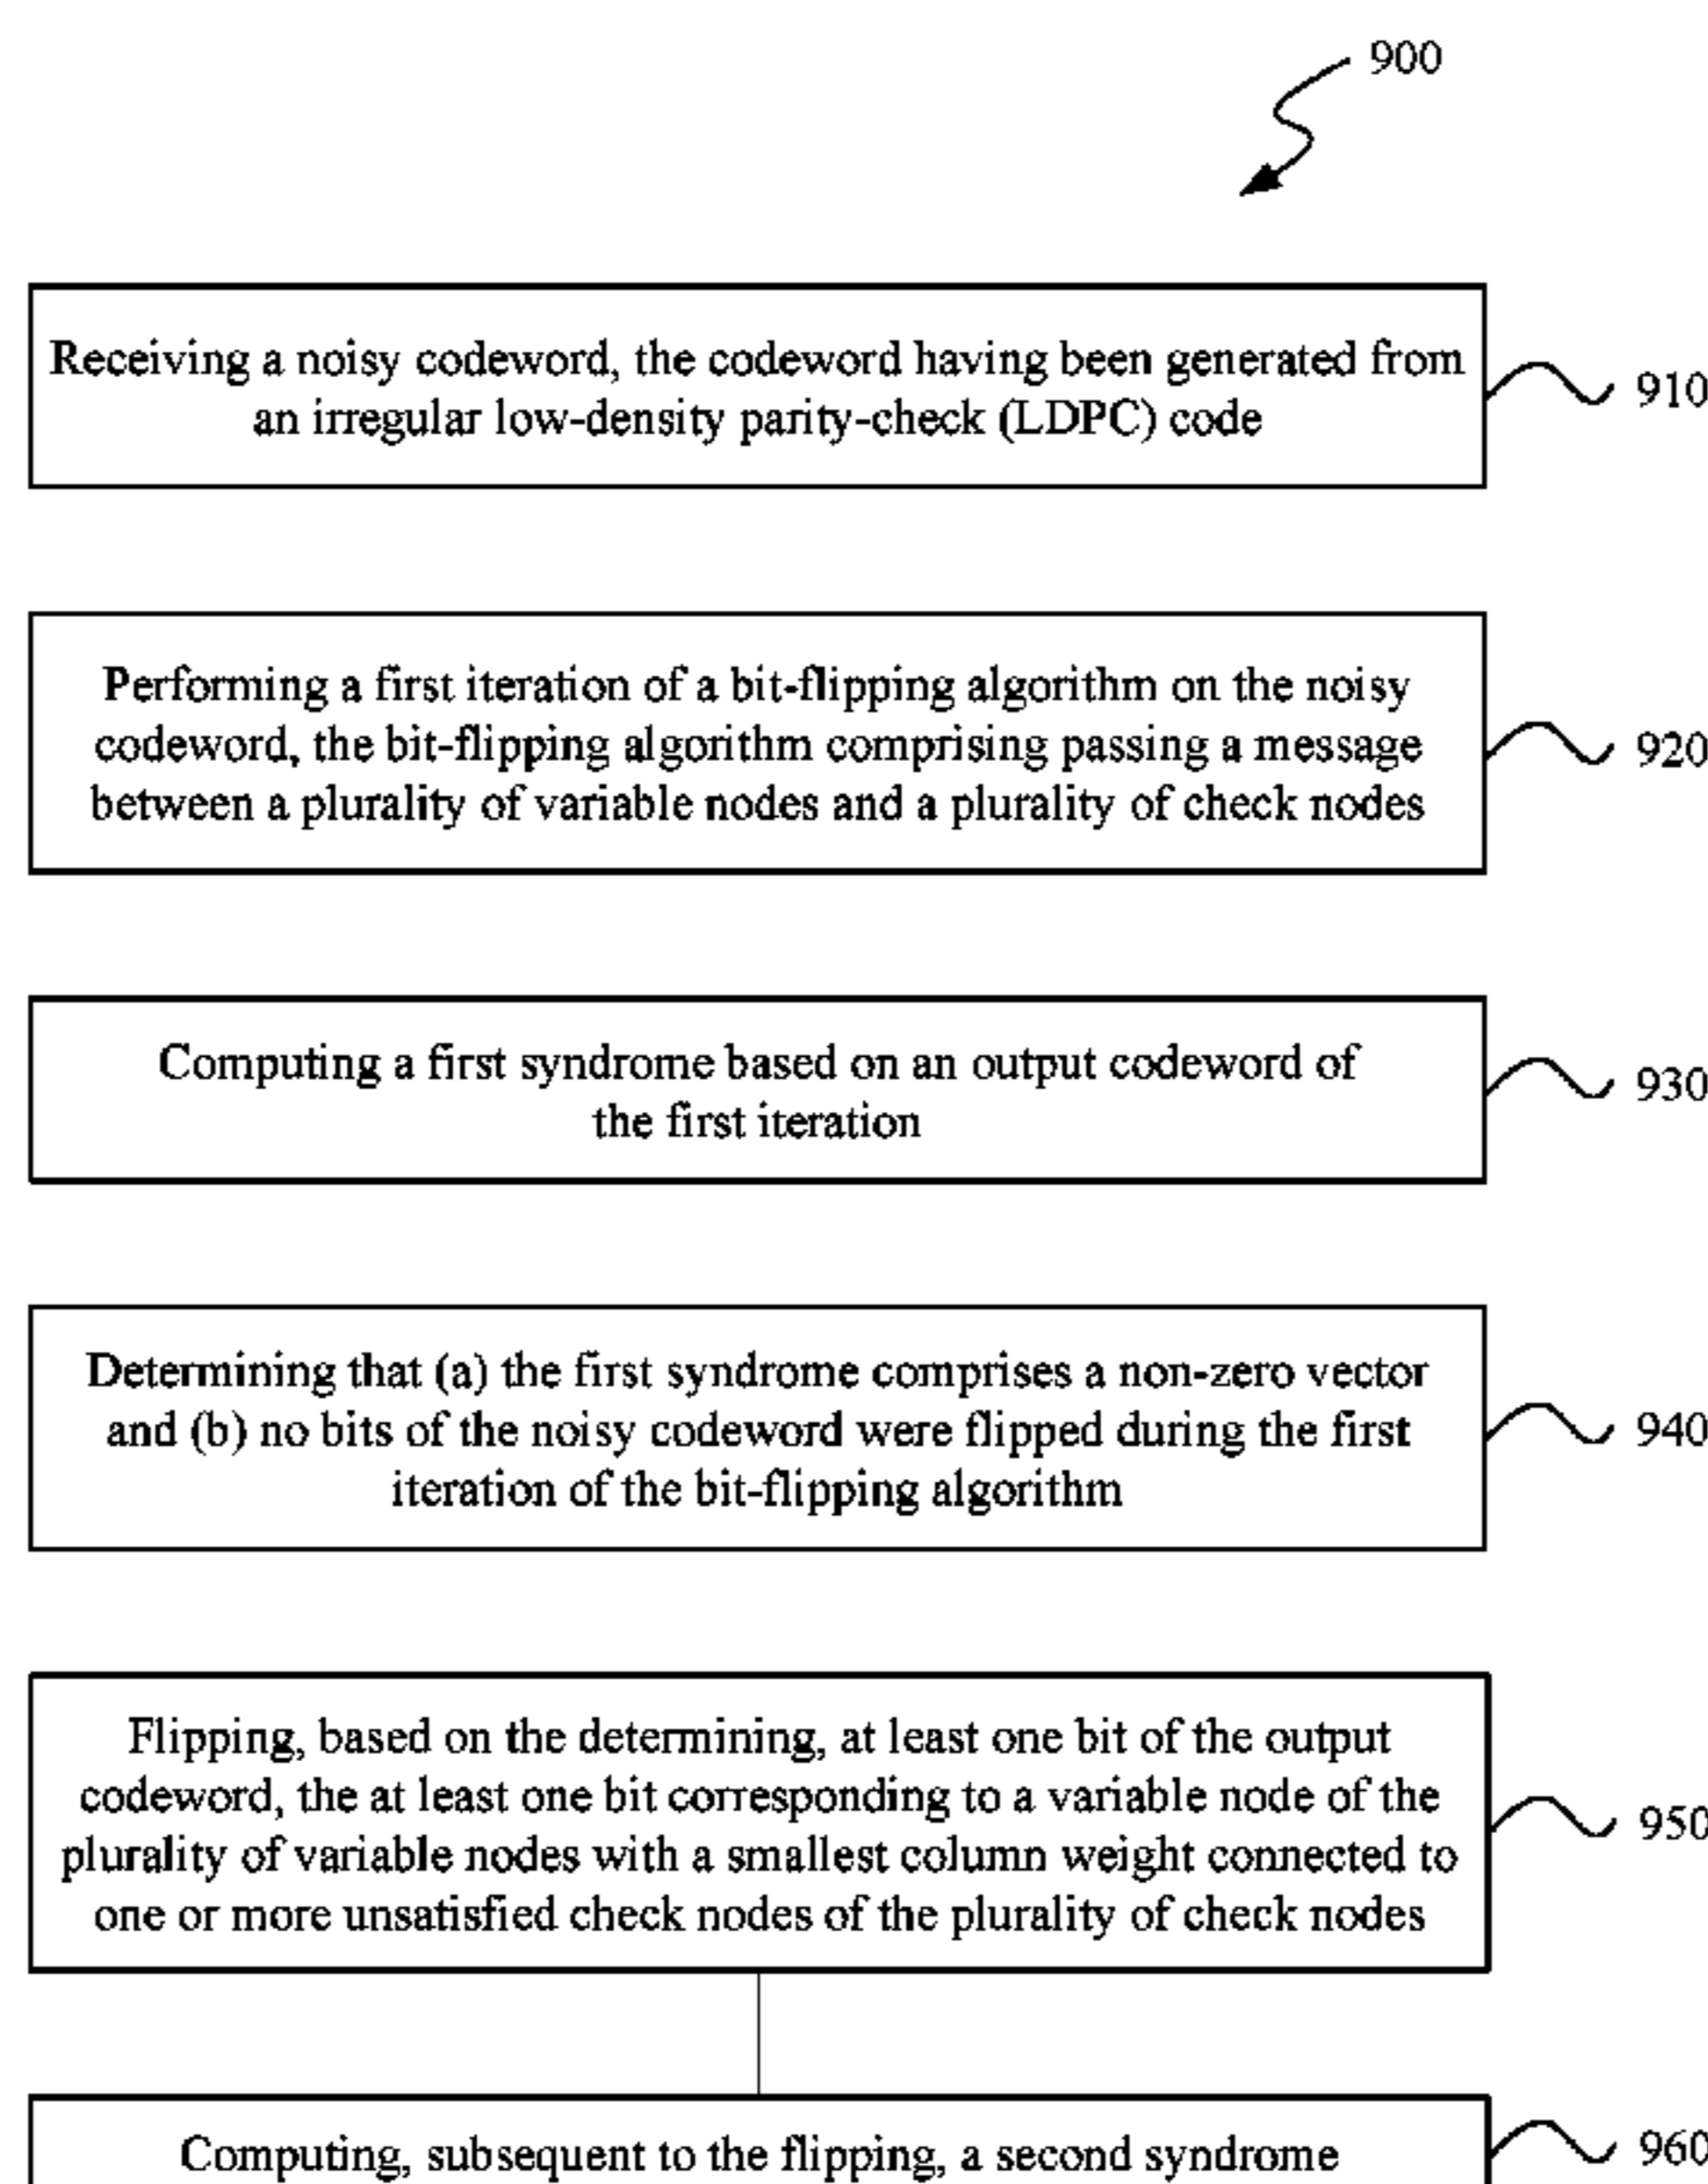 900
Receiving a noisy codeword, the codeword having been generated from
an irregular low-density parity-check (LDPC) code
910
Performing a first iteration of a bit-flipping algorithm on the noisy
codeword, the bit-flipping algorithm comprising passing a message
between a plurality of variable nodes and a plurality of check nodes
920
Computing a first syndrome based on an output codeword of
the first iteration
930
Determining that (a) the first syndrome comprises a non-zero vector
and (b) no bits of the noisy codeword were flipped during the first
iteration of the bit-flipping algorithm
940
Flipping, based on the determining, at least one bit of the output
codeword, the at least one bit corresponding to a variable node of the
plurality of variable nodes with a smallest column weight connected to
one or more unsatisfied check nodes of the plurality of check nodes
950
Computing, subsequent to the flipping, a second syndrome
960